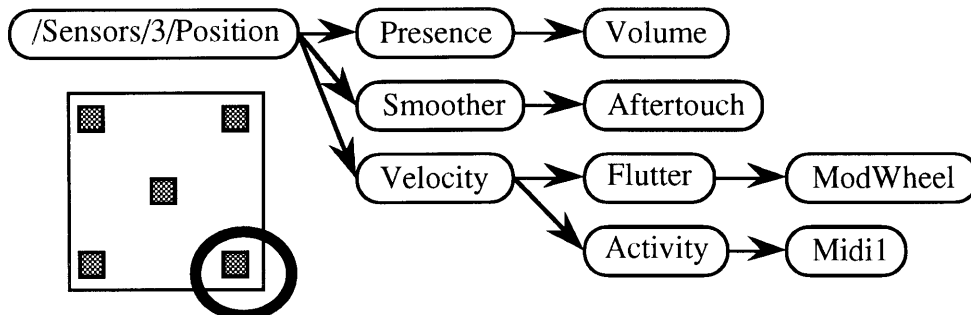 /Sensors/3/Position Presence Volume
Smoother Aftertouch
Velocity Flutter ModWheel
Activity Midi1